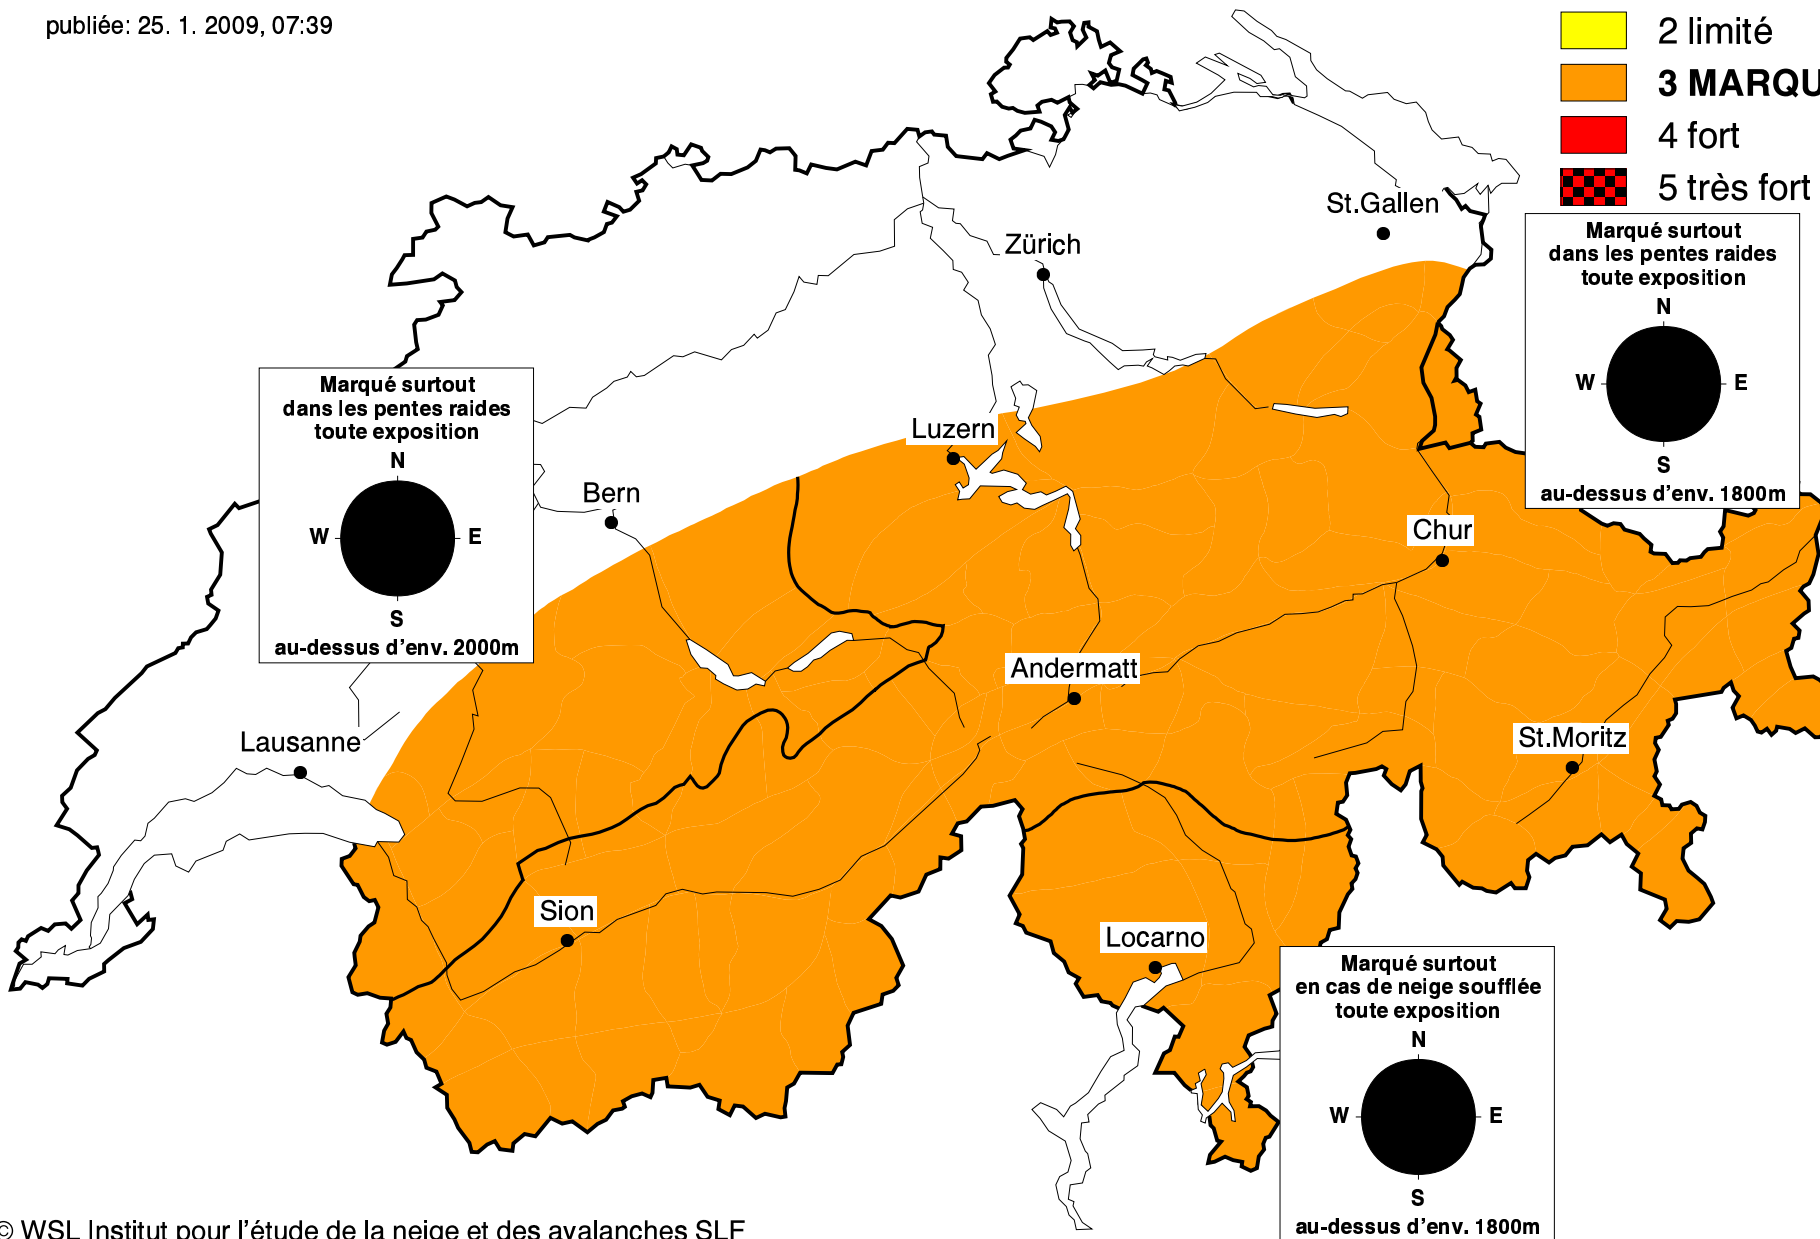 publiée: 25. 1. 2009, 07:39
2 limité
3 MARQU
4 fort
5 très fort
St.Gallen
Zürich
Marqué surtout
dans les pentes raides
toute exposition
N
W E
S
au-dessus d'env. 1800m
Marqué surtout
dans les pentes raides
toute exposition
N
W E
S
au-dessus d'env. 2000m
Luzern
Bern
Chur
Andermatt
Lausanne
St.Moritz
Sion
Locarno
Marqué surtout
en cas de neige soufflée
toute exposition
N
W E
S
au-dessus d'env. 1800m
© WSL Institut pour l'étude de la neige et des avalanches SLF